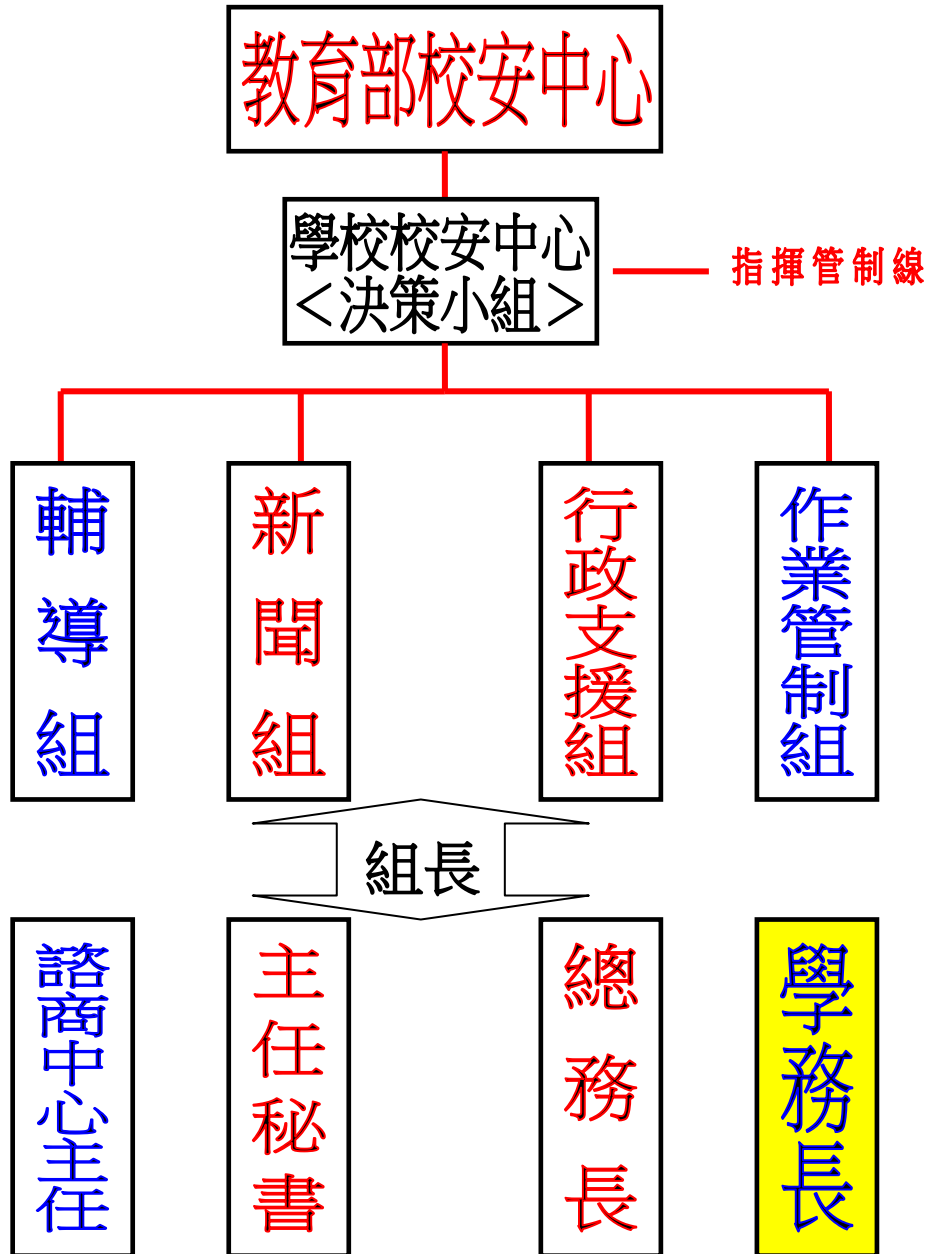 教育部校安中心
學校校安中心
＜決策小組＞
指揮管制線
輔導組
新聞組
行政支援組
作業管制組
組長
諮商中心主任
主任秘書
總務長
學務長